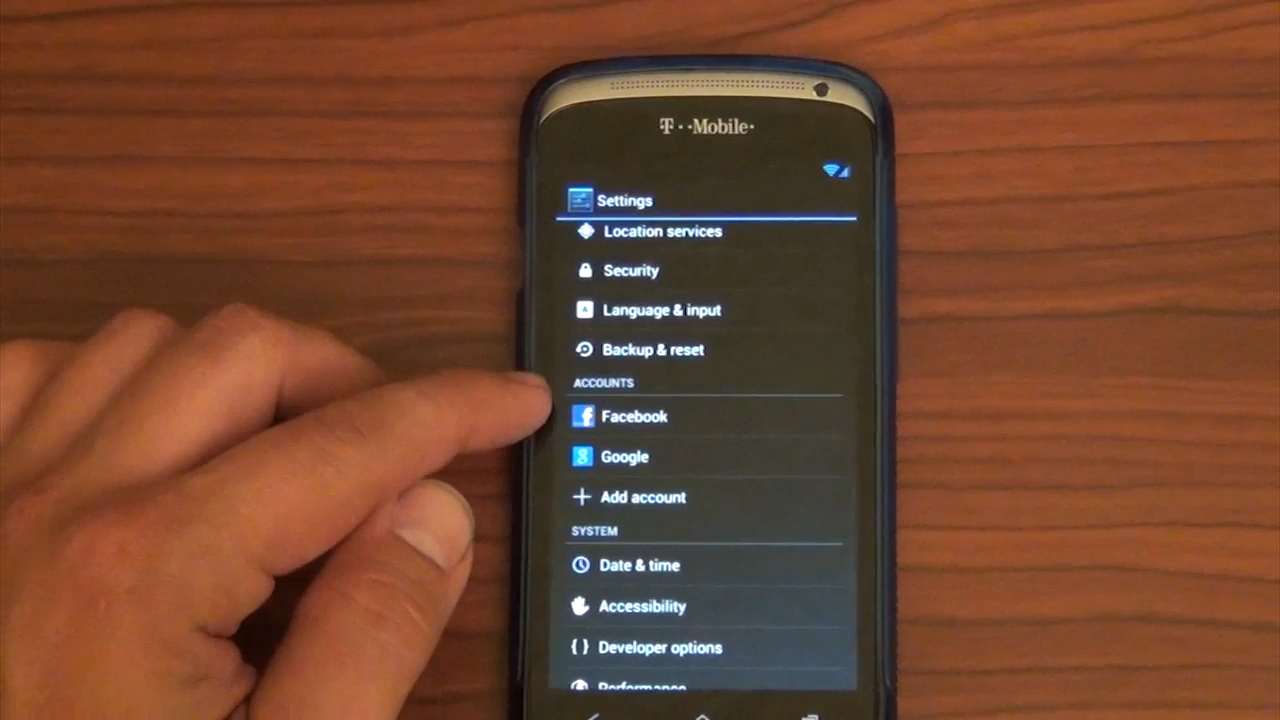 T··Mobile·
Settings
Location services
Security
Language & input
Backup & reset
ACCOUNTS
Facebook
Google
Add account
SYSTEM
Date & time
Accessibility
Developer options
Performance